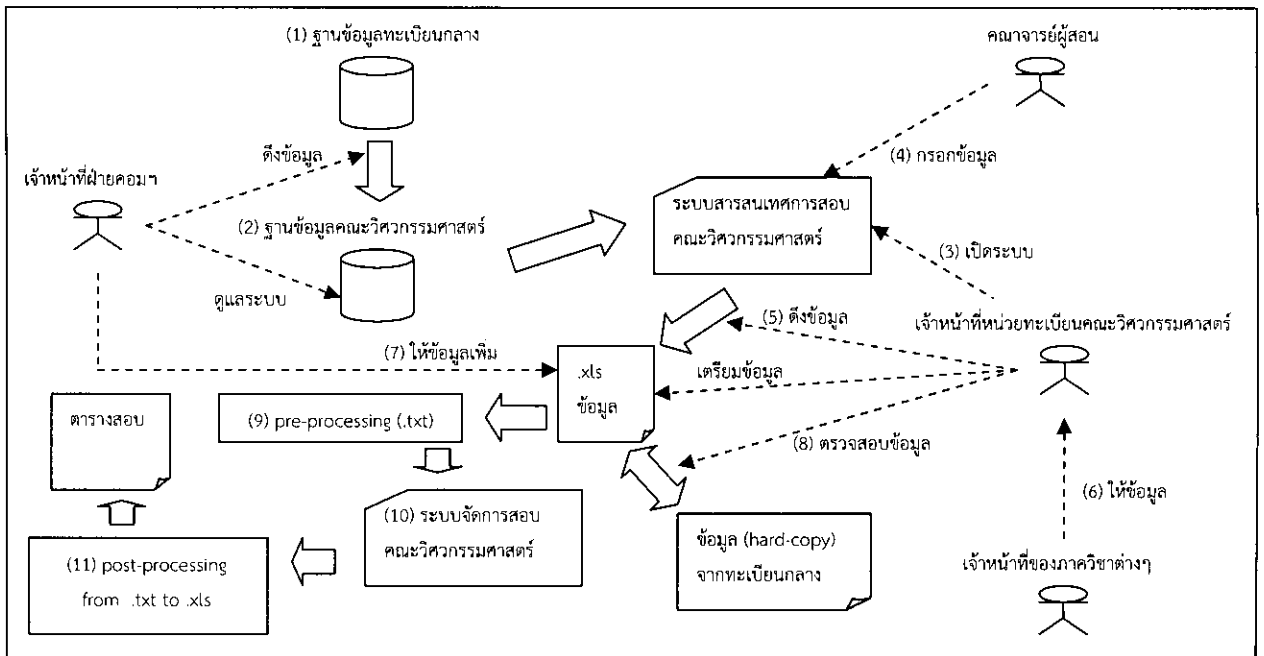 (1) ฐานข้อมูลทะเบียนกลาง
คณาจารย์ผู้สอน
ดึงข้อมูล
(4) กรอกข้อมูล
เจ้าหน้าที่ฝ่ายคอมฯ
(2) ฐานข้อมูลคณะวิศวกรรมศาสตร์
ระบบสารสนเทศการสอบ
คณะวิศวกรรมศาสตร์
(3) เปิดระบบ
ดูแลระบบ
(5) ดึงข้อมูล
เจ้าหน้าที่หน่วยทะเบียนคณะวิศวกรรมศาสตร์
(7) ให้ข้อมูลเพิ่ม
.xls
ข้อมูล
เตรียมข้อมูล
ตารางสอบ
(9) pre-processing (.txt)
(8) ตรวจสอบข้อมูล
(6) ให้ข้อมูล
(10) ระบบจัดการสอบ
คณะวิศวกรรมศาสตร์
ข้อมูล (hard-copy)
จากทะเบียนกลาง
เจ้าหน้าที่ของภาควิชาต่างๆ
(11) post-processing
from .txt to .xls